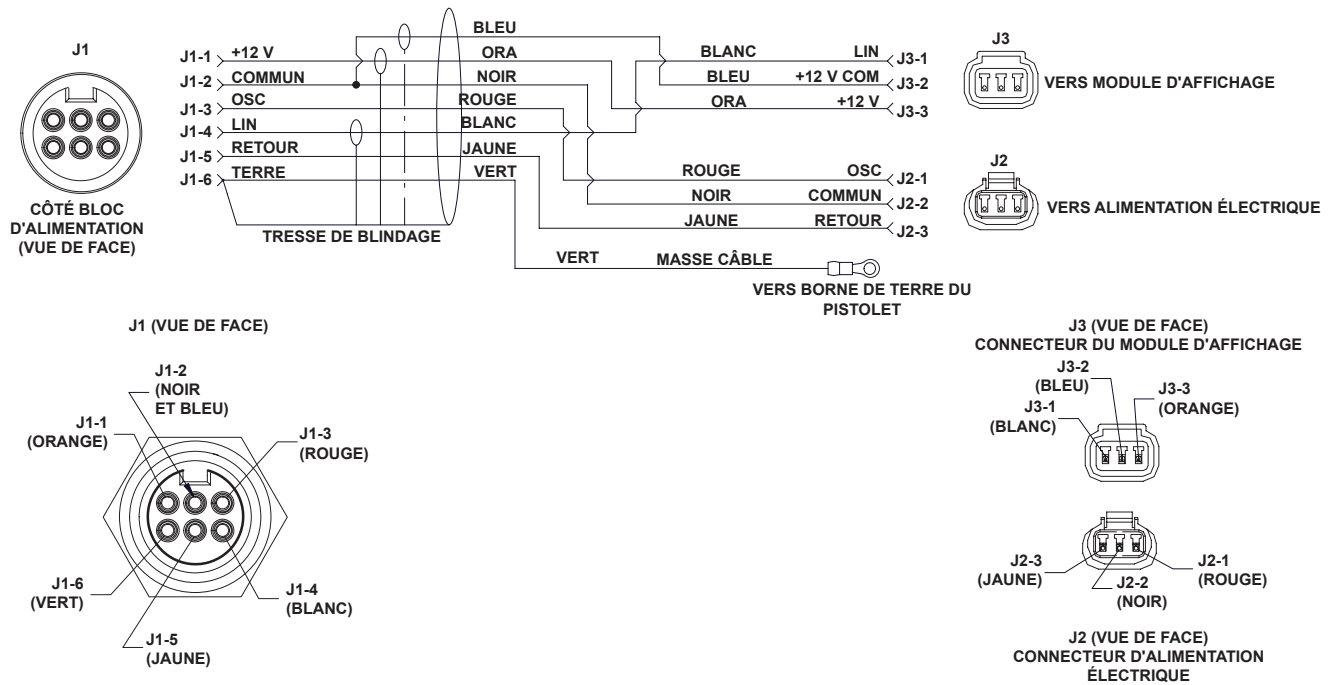 J1
CÔTÉ BLOC
D'ALIMENTATION
(VUE DE FACE)
J1-1 +12 V ORA
J1-2 COMMUN NOIR
J1-3 OSC ROUGE
J1-4 LIN BLANC
J1-5 RETOUR JAUNE
J1-6 TERRE VERT
BLEU
TRESSE DE BLINDAGE
BLANC LIN J3-1
BLEU +12 V COM J3-2
ORA +12 V J3-3
J3
VERS MODULE D'AFFICHAGE
ROUGE OSC J2-1
NOIR COMMUN J2-2
JAUNE RETOUR J2-3
J2
VERS ALIMENTATION ÉLECTRIQUE
VERT MASSE CÂBLE
VERS BORNE DE TERRE DU
PISTOLET
J1 (VUE DE FACE)
J1-2
(NOIR
ET BLEU)
J1-1
(ORANGE)
J1-3
(ROUGE)
J1-6
(VERT)
J1-4
(BLANC)
J1-5
(JAUNE)
J3 (VUE DE FACE)
CONNECTEUR DU MODULE D'AFFICHAGE
J3-2
(BLEU)
J3-3
(ORANGE)
J3-1
(BLANC)
J2-3
(JAUNE)
J2-1
(ROUGE)
J2-2
(NOIR)
J2 (VUE DE FACE)
CONNECTEUR D'ALIMENTATION
ÉLECTRIQUE